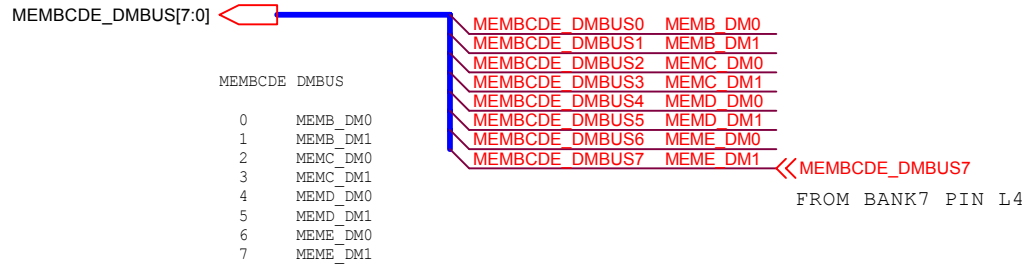 MEMBCDE_DMBUS[7:0]
MEMBCDE_DMBUS0 MEMB_DM0
MEMBCDE_DMBUS1 MEMB_DM1
MEMBCDE_DMBUS2 MEMC_DM0
MEMBCDE_DMBUS3 MEMC_DM1
MEMBCDE_DMBUS4 MEMD_DM0
MEMBCDE_DMBUS5 MEMD_DM1
MEMBCDE_DMBUS6 MEME_DM0
MEMBCDE_DMBUS7 MEME_DM1
MEMBCDE_DMBUS7
FROM BANK7 PIN L4
MEMBCDE DMBUS
0 MEMB_DM0
1 MEMB_DM1
2 MEMC_DM0
3 MEMC_DM1
4 MEMD_DM0
5 MEMD_DM1
6 MEME_DM0
7 MEME_DM1